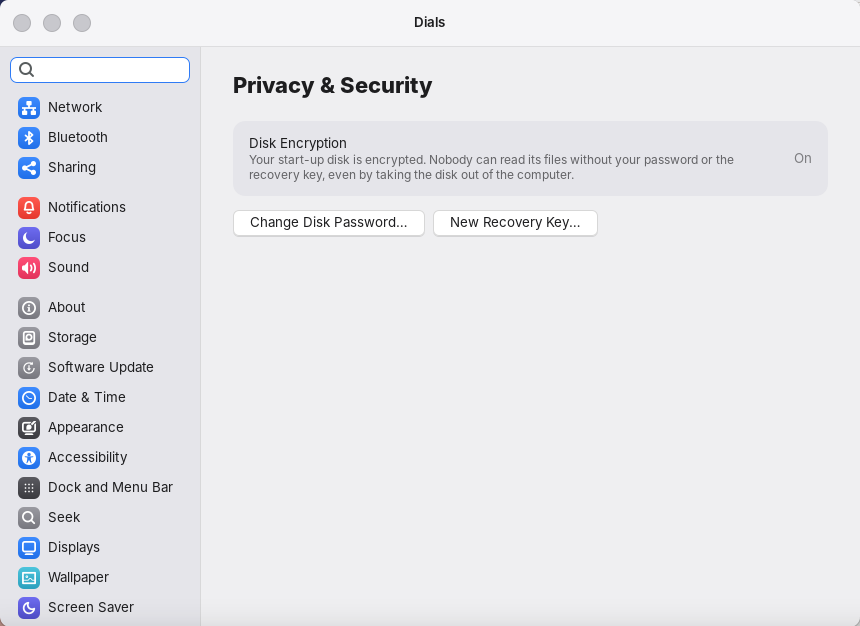 Dials
Network
Bluetooth
Sharing
Notifications
Focus
Sound
About
Storage
Software Update
Date & Time
Appearance
Accessibility
Dock and Menu Bar
Seek
Displays
Wallpaper
Screen Saver
Privacy & Security
Disk Encryption
Your start-up disk is encrypted. Nobody can read its files without your password or the
recovery key, even by taking the disk out of the computer.
On
Change Disk Password...
New Recovery Key...